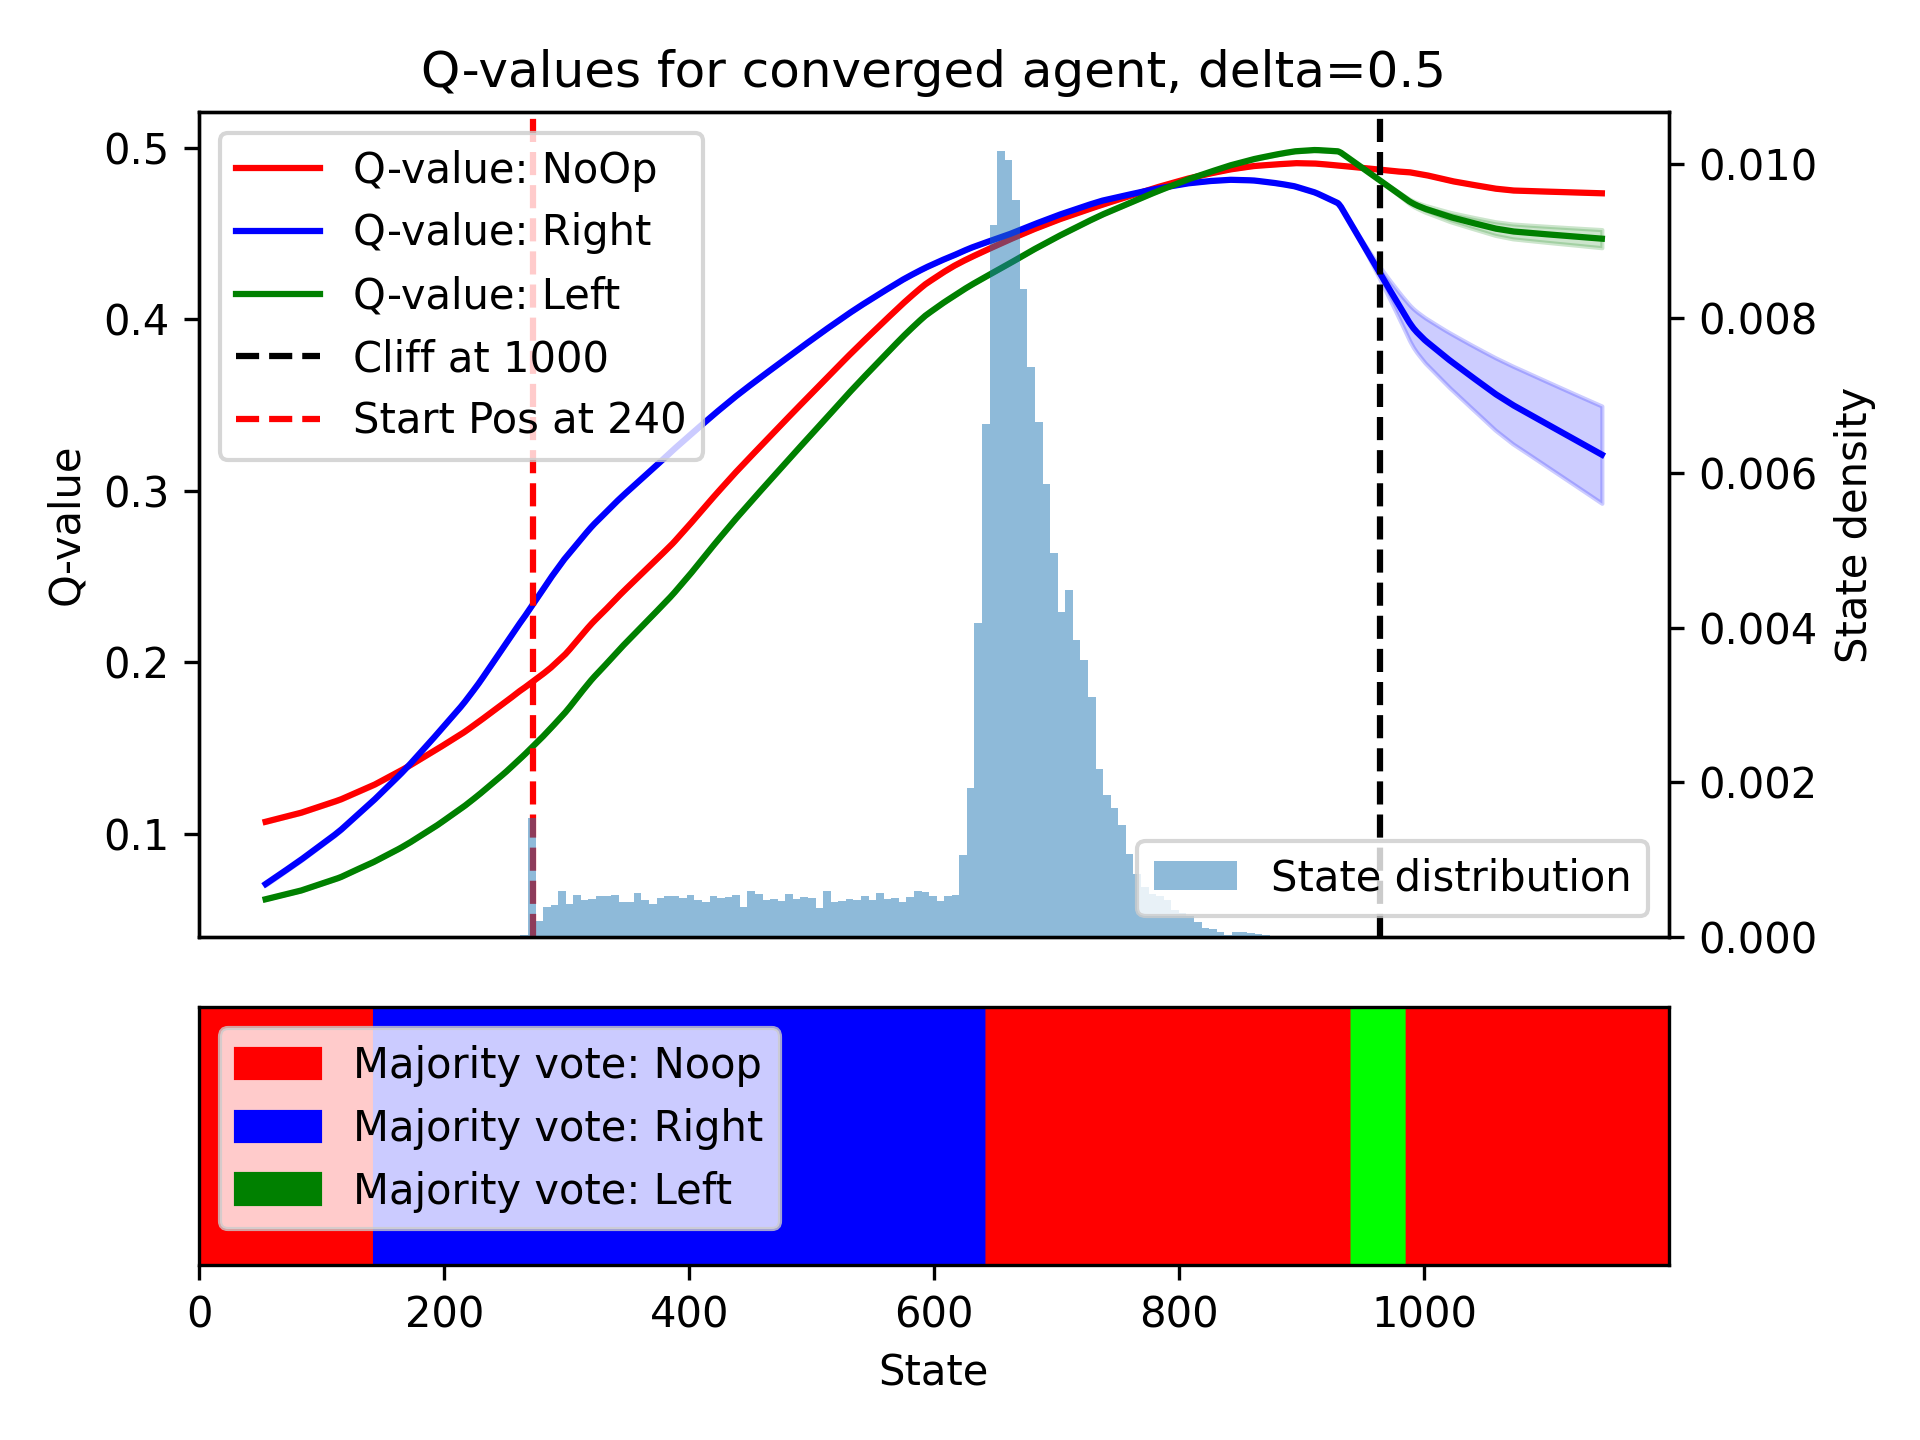 Q-values for converged agent, delta=0.5
0.5
0.4
0.3
0.2
0.1
Q-value
Q-value: NoOp
Q-value: Right
Q-value: Left
Cliff at 1000
Start Pos at 240
0.010
0.008
0.006
0.004
0.002
0.000
State density
State distribution
Majority vote: Noop
Majority vote: Right
Majority vote: Left
0 200 400 600 800 1000
State